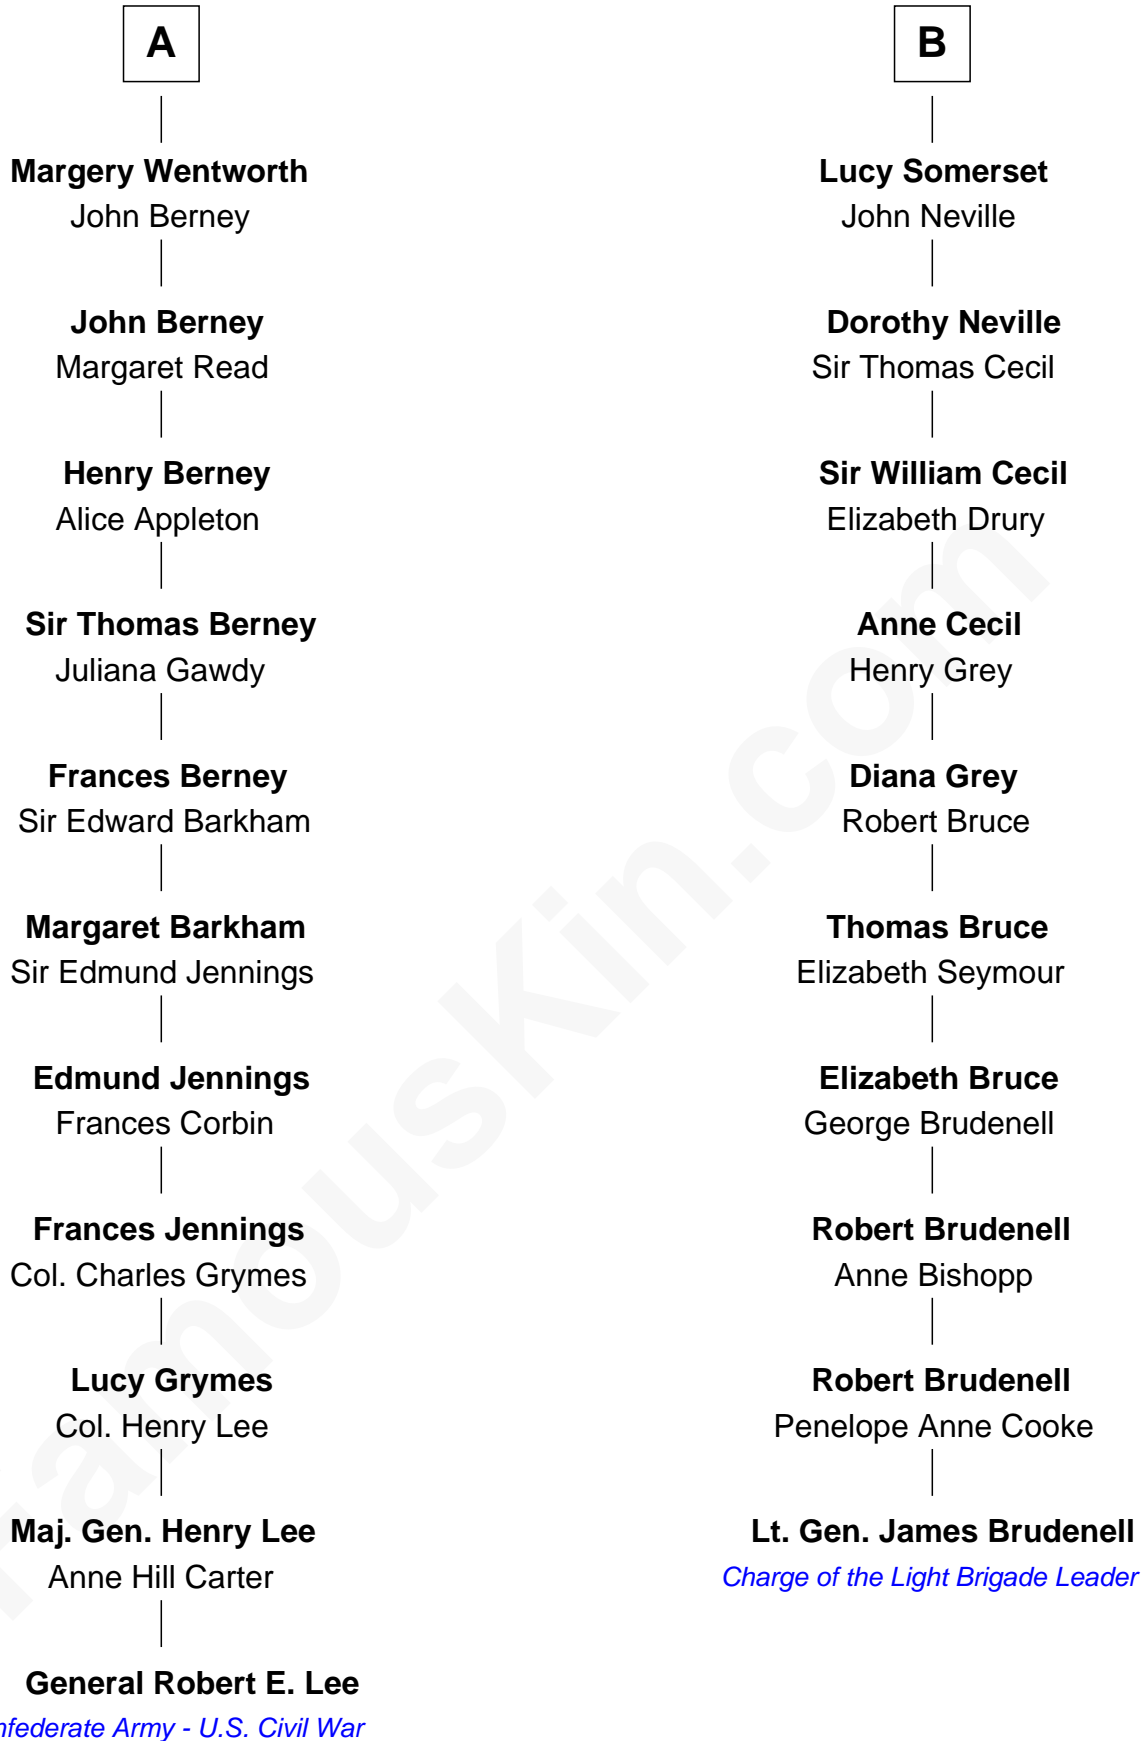 A
Margery Wentworth
John Berney
John Berney
Margaret Read
Henry Berney
Alice Appleton
Sir Thomas Berney
Juliana Gawdy
Frances Berney
Sir Edward Barkham
Margaret Barkham
Sir Edmund Jennings
Edmund Jennings
Frances Corbin
Frances Jennings
Col. Charles Grymes
Lucy Grymes
Col. Henry Lee
Maj. Gen. Henry Lee
Anne Hill Carter
General Robert E. Lee
nfederate Army - U.S. Civil War
B
Lucy Somerset
John Neville
Dorothy Neville
Sir Thomas Cecil
Sir William Cecil
Elizabeth Drury
Anne Cecil
Henry Grey
Diana Grey
Robert Bruce
Thomas Bruce
Elizabeth Seymour
Elizabeth Bruce
George Brudenell
Robert Brudenell
Anne Bishopp
Robert Brudenell
Penelope Anne Cooke
Lt. Gen. James Brudenell
Charge of the Light Brigade Leader
FamousKin.com